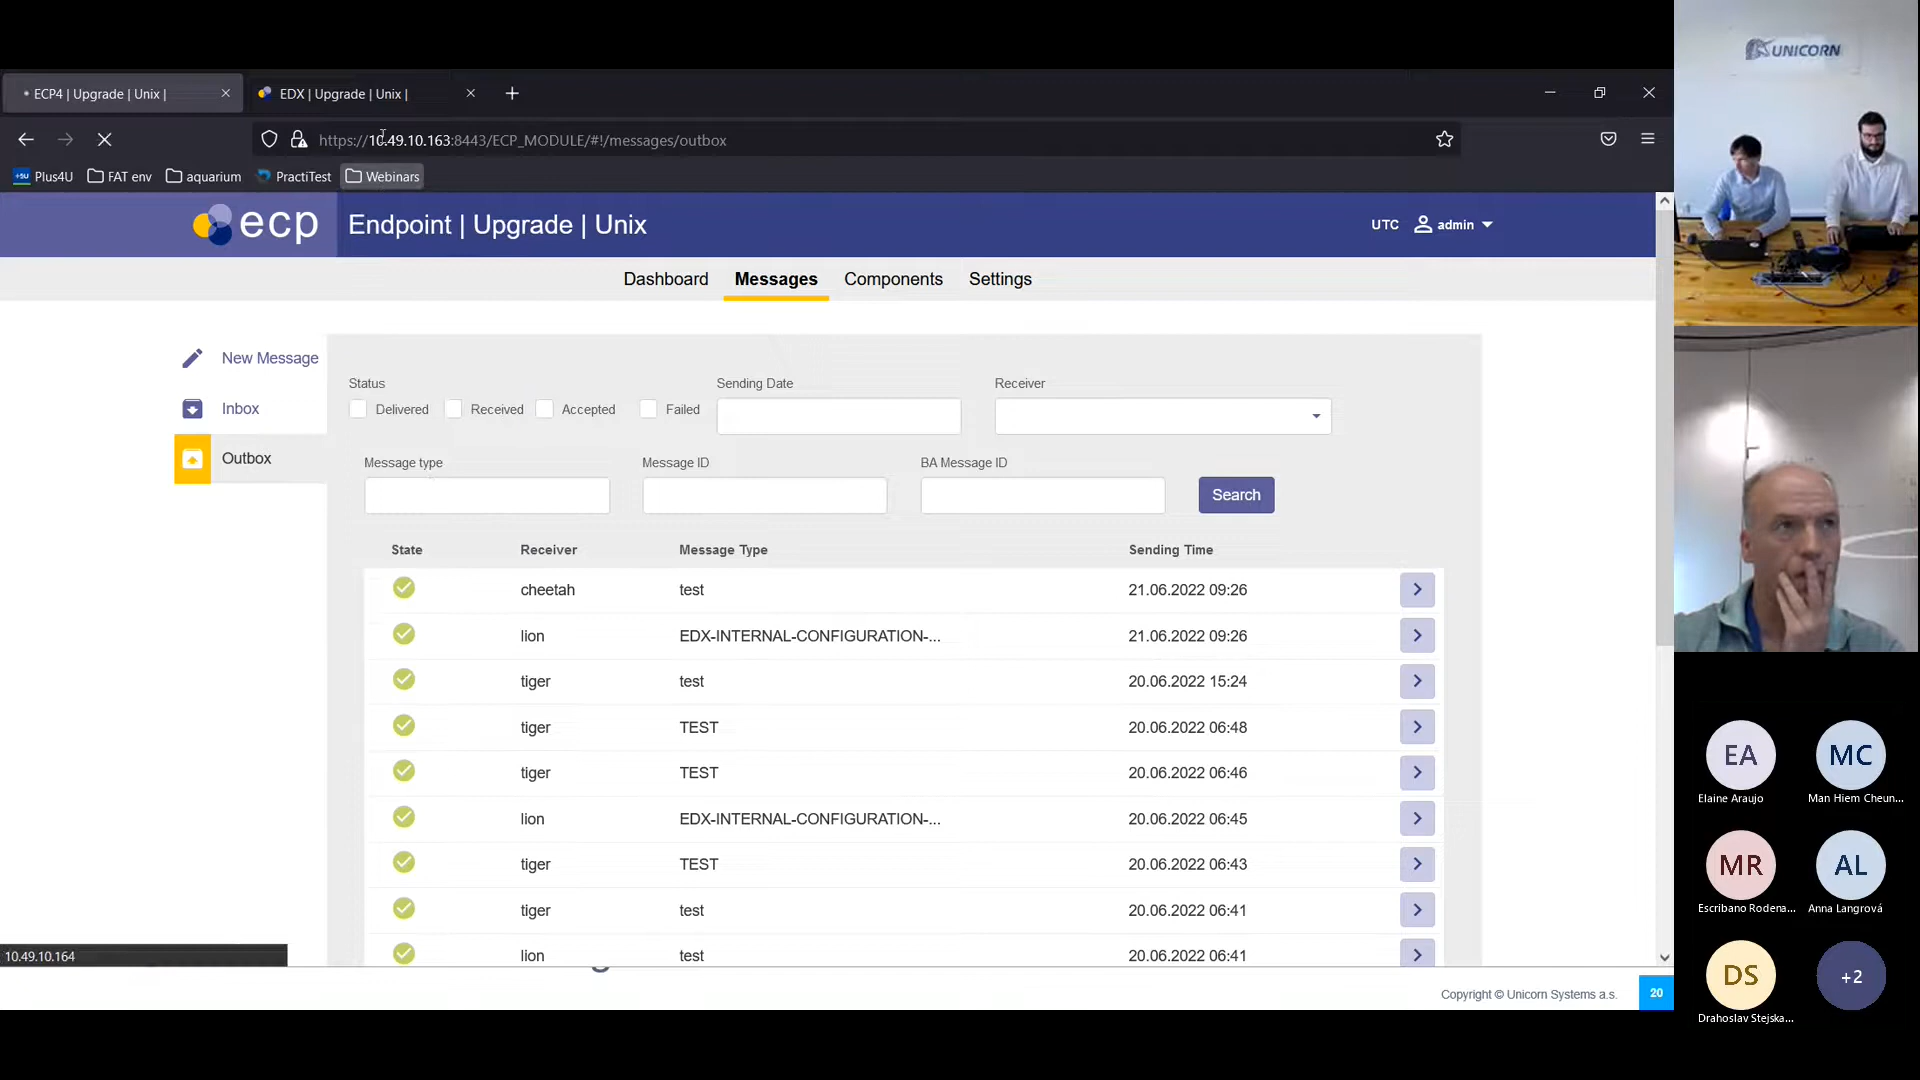 UNICORN
ECP4 | Upgrade | Unix |
EDX | Upgrade | Unix |
https://10.49.10.163:8443/ECP_MODULE/#!/messages/outbox
Plus4U
FAT env
aquarium
PractiTest
Webinars
ecp
Endpoint | Upgrade | Unix
UTC
admin
Dashboard
Messages
Components
Settings
New Message
Inbox
Outbox
Status
Sending Date
Receiver
Delivered
Received
Accepted
Failed
Message type
Message ID
BA Message ID
Search
State Receiver Message Type Sending Time
cheetah test 21.06.2022 09:26
lion EDX-INTERNAL-CONFIGURATION-... 21.06.2022 09:26
tiger test 20.06.2022 15:24
tiger TEST 20.06.2022 06:48
tiger TEST 20.06.2022 06:46
lion EDX-INTERNAL-CONFIGURATION-... 20.06.2022 06:45
tiger TEST 20.06.2022 06:43
tiger test 20.06.2022 06:41
lion test 20.06.2022 06:41
10.49.10.164
Copyright © Unicorn Systems a.s.
20
EA
MC
Elaine Araujo
Man Hiem Cheun...
MR
AL
Escribano Rodena...
Anna Langrová
DS
+2
Drahoslav Stejska...